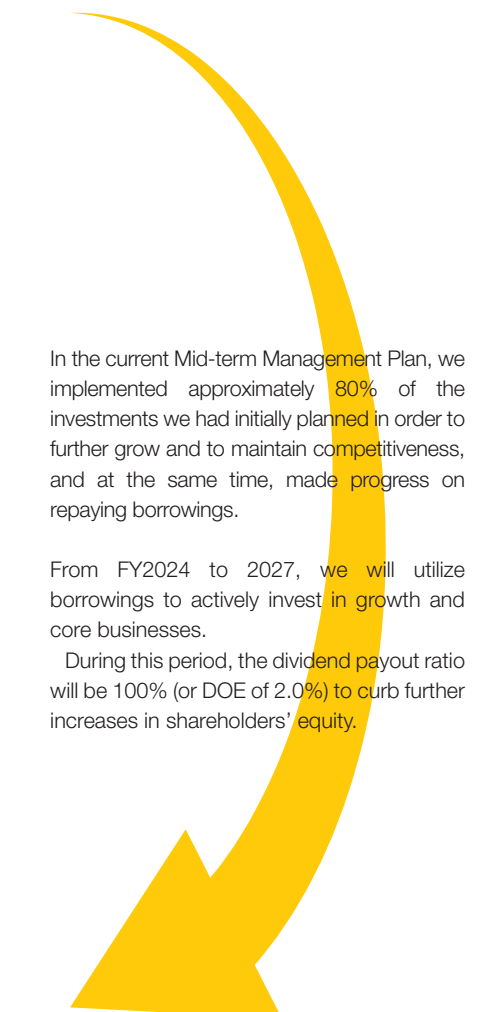 In the current Mid-term Management Plan, we
implemented approximately 80% of the
investments we had initially planned in order to
further grow and to maintain competitiveness,
and at the same time, made progress on
repaying borrowings.
From FY2024 to 2027, we will utilize
borrowings to actively invest in growth and
core businesses.
During this period, the dividend payout ratio
will be 100% (or DOE of 2.0%) to curb further
increases in shareholders’ equity.